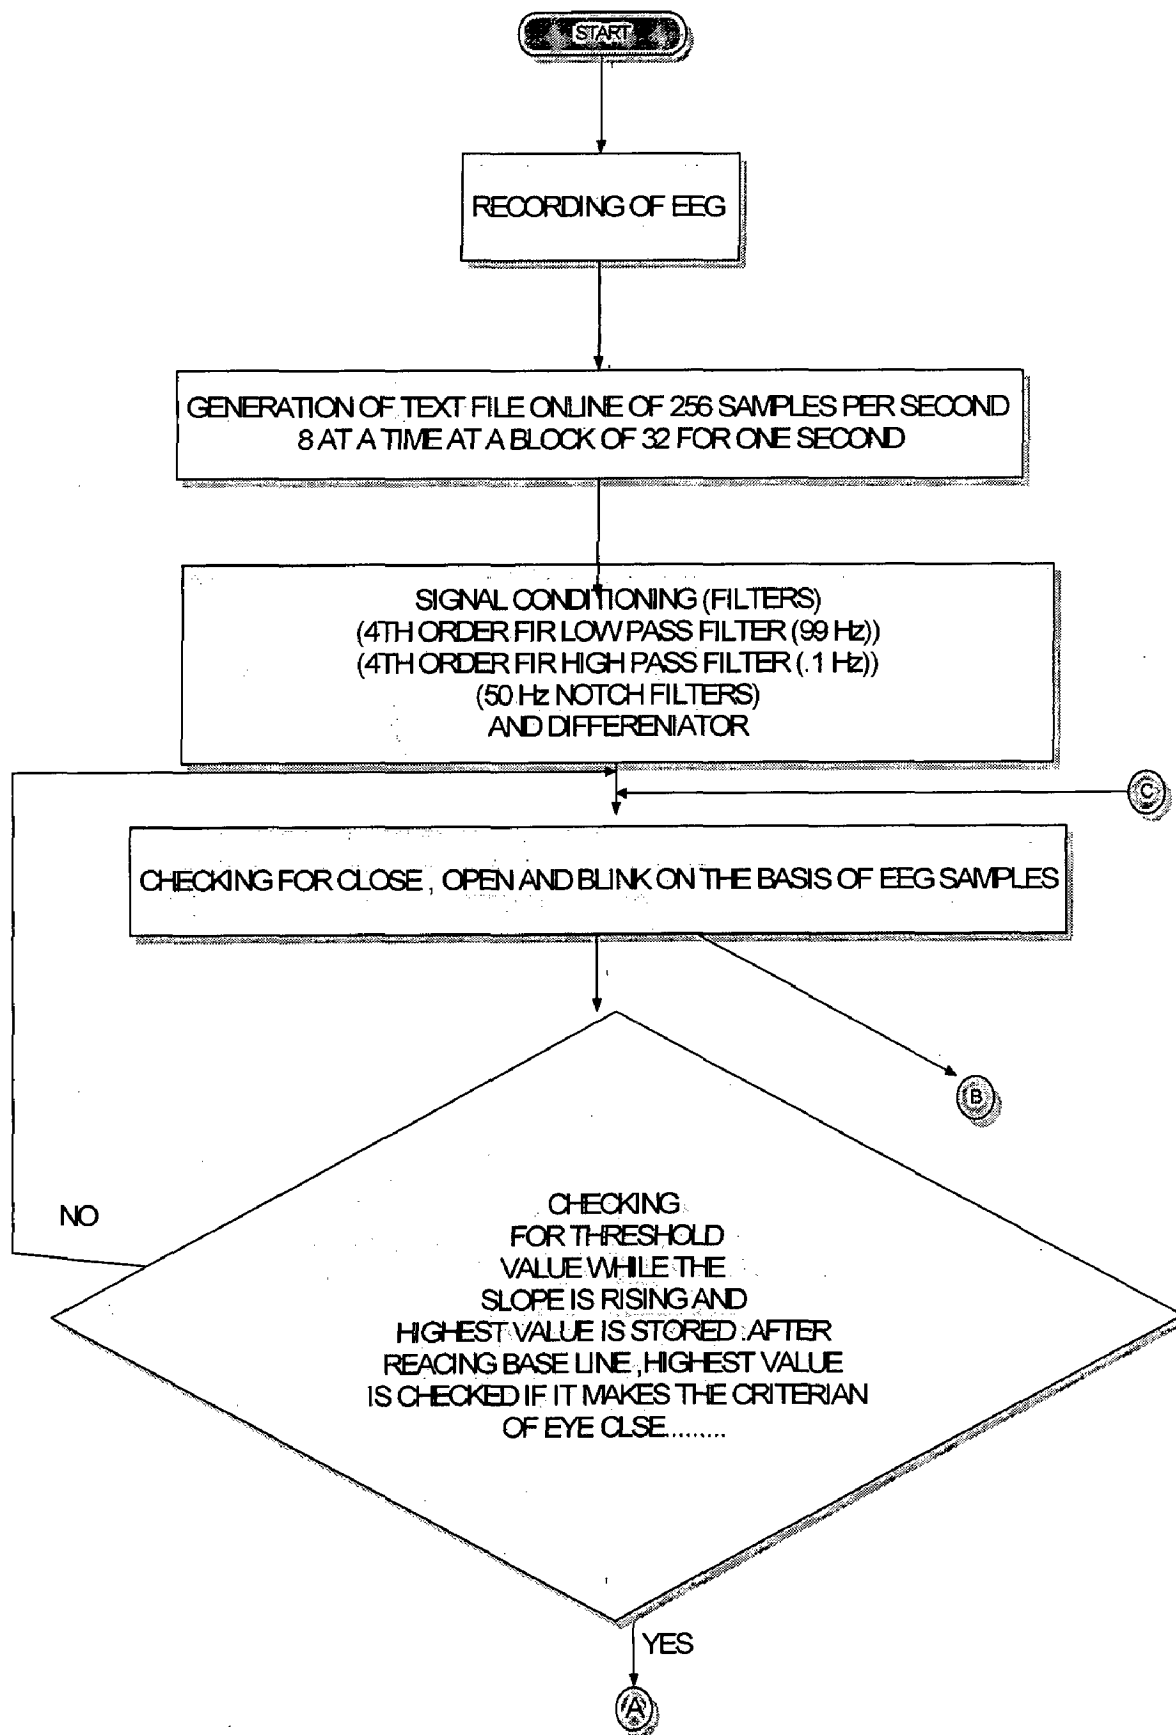 START
RECORDING OF EEG
GENERATION OF TEXT FILE ONLINE OF 256 SAMPLES PER SECOND
8 AT A TIME AT A BLOCK OF 32 FOR ONE SECOND
SIGNAL CONDITIONING (FILTERS)
(4TH ORDER FIR LOW PASS FILTER (99 Hz))
(4TH ORDER FIR HIGH PASS FILTER (.1 Hz))
(50 Hz NOTCH FILTERS)
AND DIFFERENIATOR
C
CHECKING FOR CLOSE , OPEN AND BLINK ON THE BASIS OF EEG SAMPLES
B
NO
CHECKING
FOR THRESHOLD
VALUE WHILE THE
SLOPE IS RISING AND
HIGHEST VALUE IS STORED .AFTER
REACING BASE LINE ,HIGHEST VALUE
IS CHECKED IF IT MAKES THE CRITERIAN
OF EYE CLSE.........
YES
A